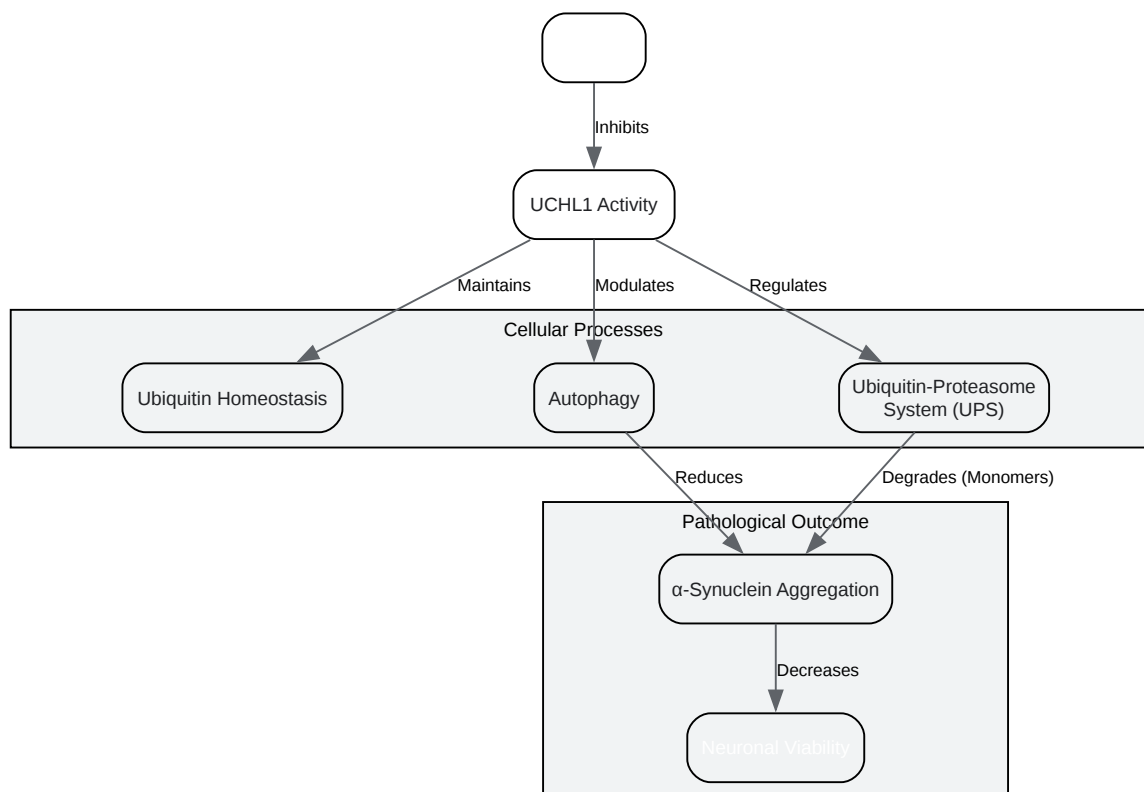 Inhibits
UCHL1 Activity
Maintains
Modulates
Regulates
Cellular Processes
Ubiquitin Homeostasis
Autophagy
Ubiquitin-Proteasome
System (UPS)
Reduces
Degrades (Monomers)
Pathological Outcome
α-Synuclein Aggregation
Decreases
Neuronal Viability